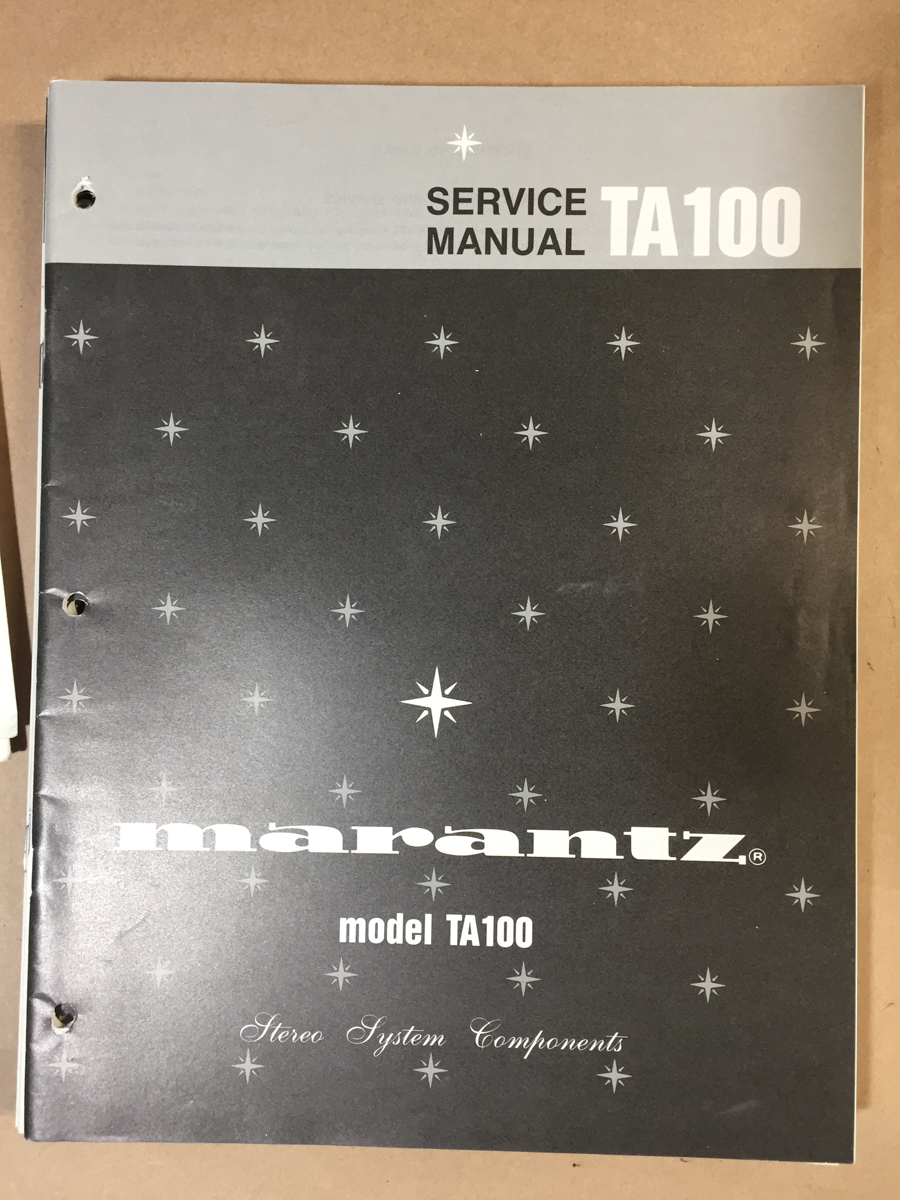 SERVICE
MANUAL TA100
marantz®
model TA100
Stereo System Components